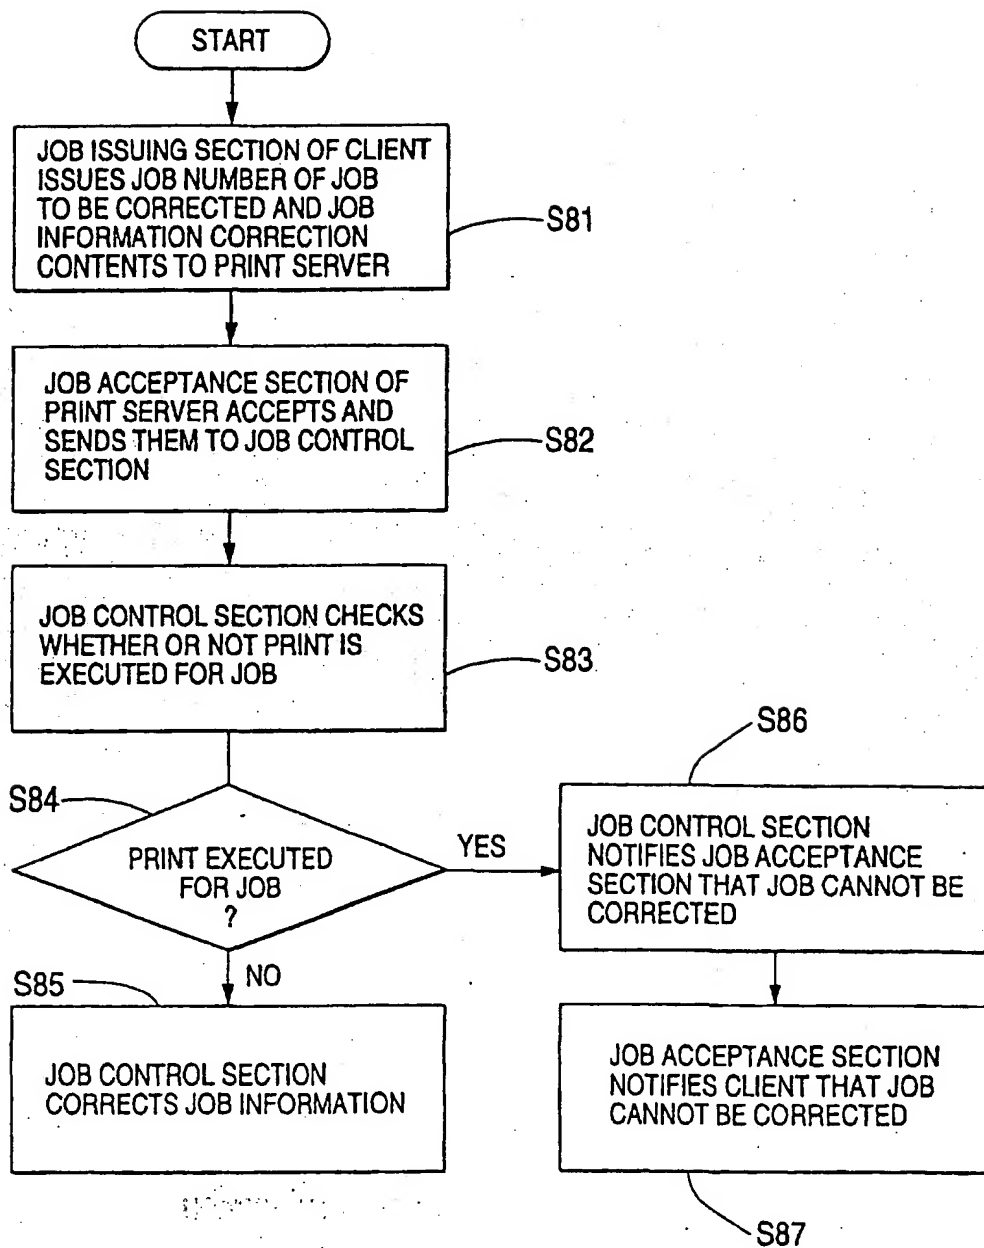 START
JOB ISSUING SECTION OF CLIENT
ISSUES JOB NUMBER OF JOB
TO BE CORRECTED AND JOB
INFORMATION CORRECTION
CONTENTS TO PRINT SERVER
S81
JOB ACCEPTANCE SECTION OF
PRINT SERVER ACCEPTS AND
SENDS THEM TO JOB CONTROL
SECTION
S82
JOB CONTROL SECTION CHECKS
WHETHER OR NOT PRINT IS
EXECUTED FOR JOB
S83
S84
PRINT EXECUTED
FOR JOB
?
YES
NO
S86
JOB CONTROL SECTION
NOTIFIES JOB ACCEPTANCE
SECTION THAT JOB CANNOT BE
CORRECTED
S85
JOB CONTROL SECTION
CORRECTS JOB INFORMATION
JOB ACCEPTANCE SECTION
NOTIFIES CLIENT THAT JOB
CANNOT BE CORRECTED
S87